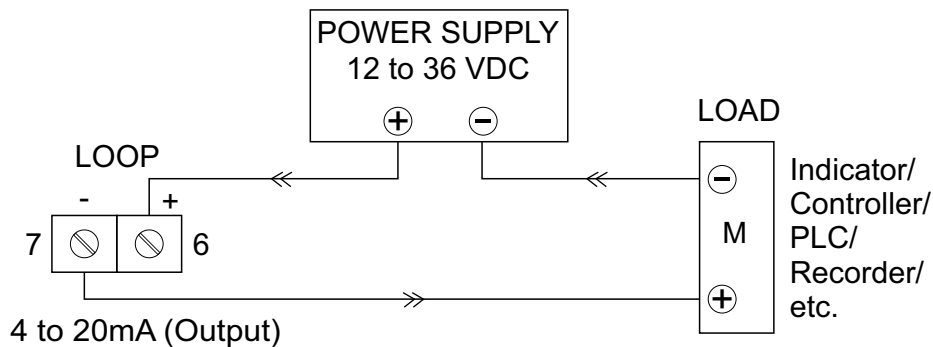 POWER SUPPLY
12 to 36 VDC
+ -
LOAD
LOOP
- +
7 6
-
M
+
Indicator/
Controller/
PLC/
Recorder/
etc.
4 to 20mA (Output)